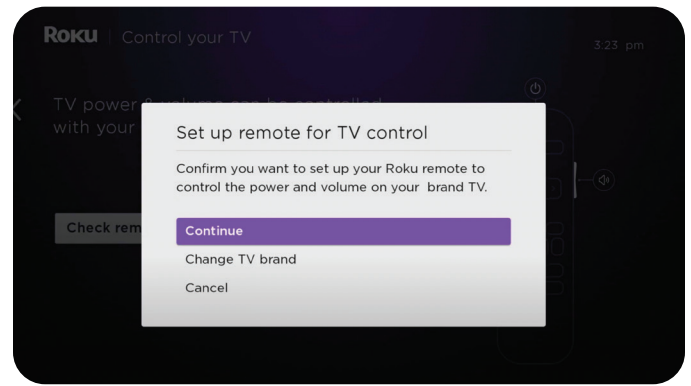 Roku | Control your TV
3:23 pm
TV power & volume can be controlled
with your
Set up remote for TV control
Confirm you want to set up your Roku remote to
control the power and volume on your brand TV.
Check rem
Continue
Change TV brand
Cancel